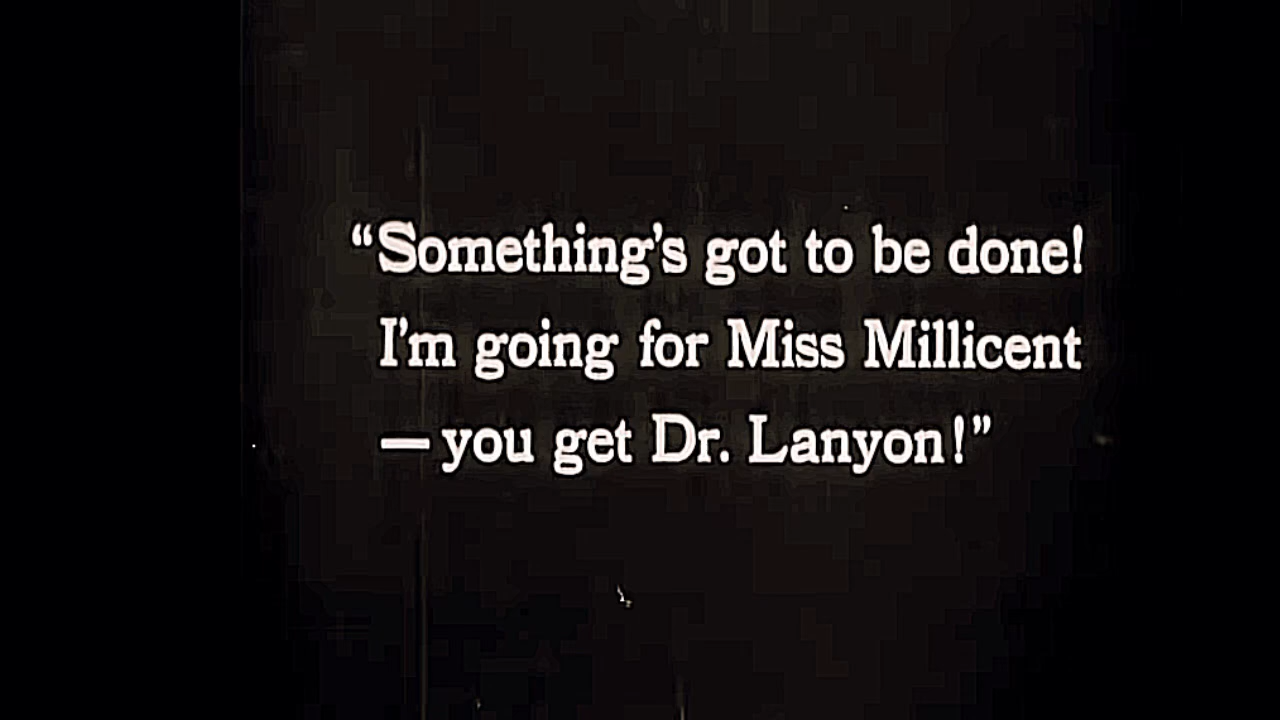 “Something’s got to be done!
I’m going for Miss Millicent
—you get Dr. Lanyon!”